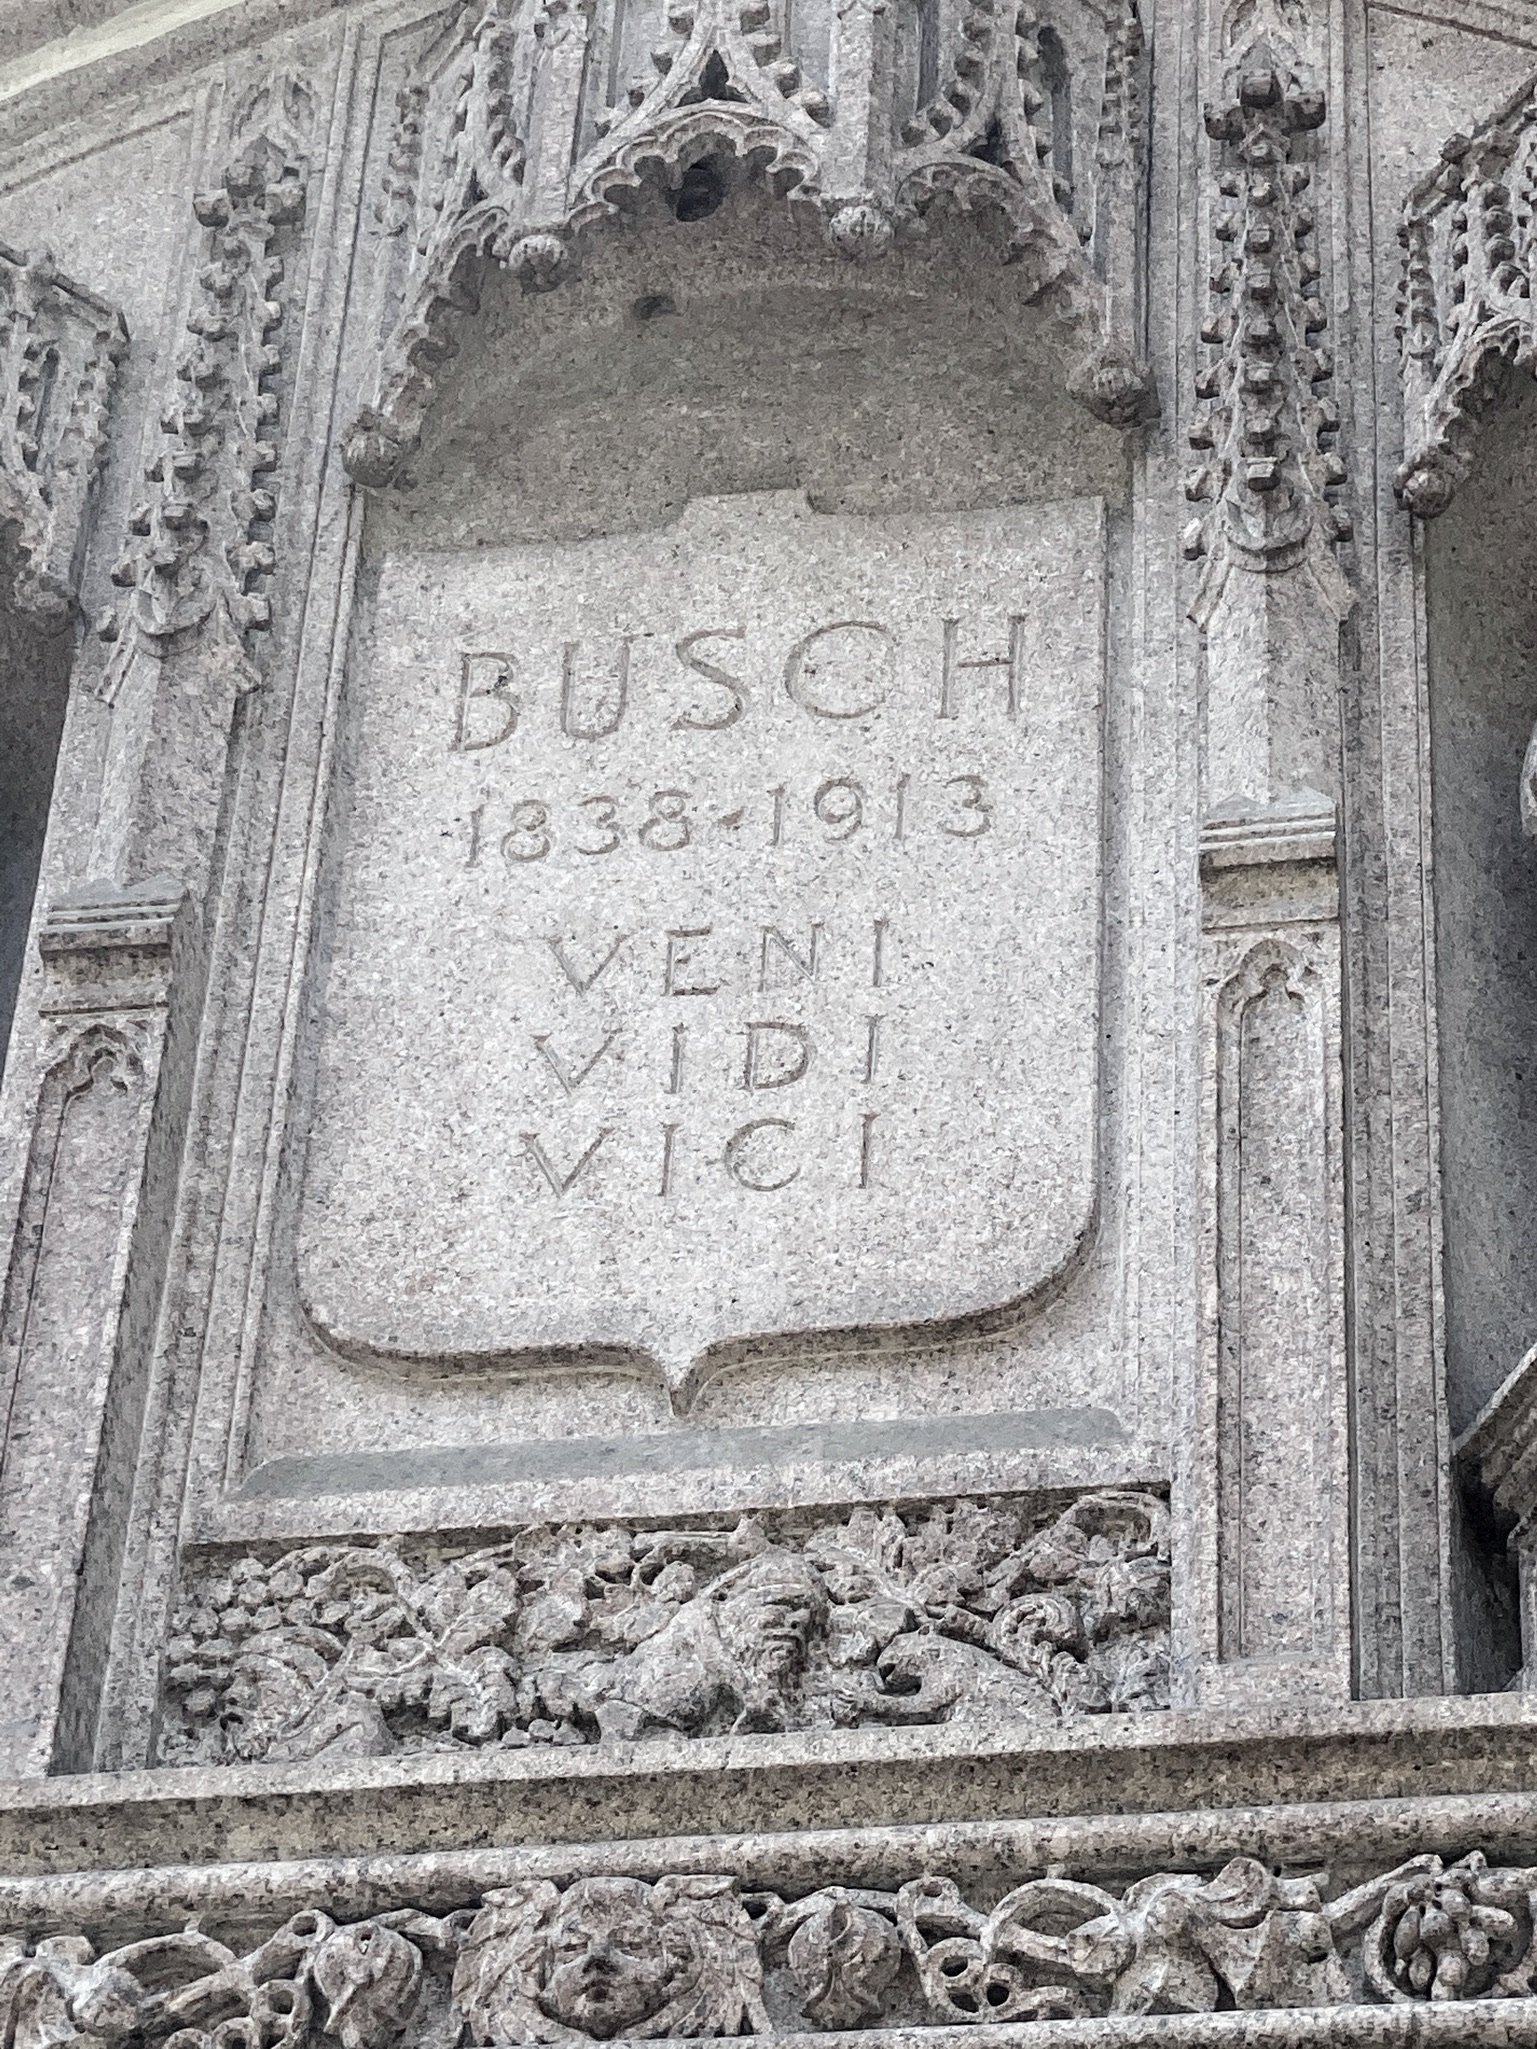 BUSCH
1838-1913
VENI
VIDI
VICI